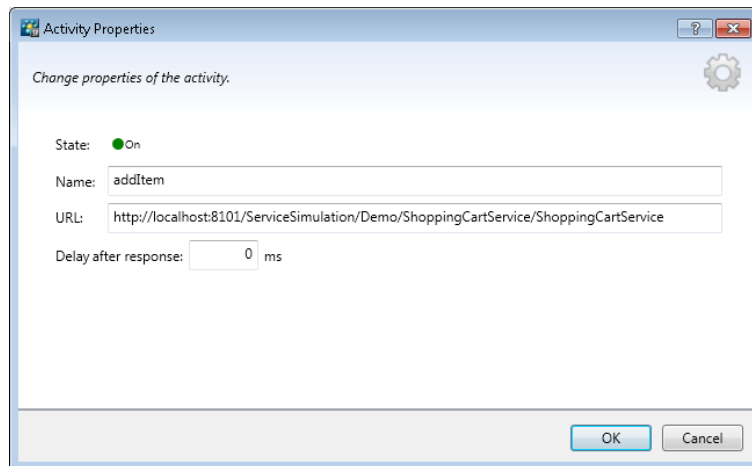 Activity Properties
?
Change properties of the activity.
State: On
Name: addItem
URL: http://localhost:8101/ServiceSimulation/Demo/ShoppingCartService/ShoppingCartService
Delay after response: 0 ms
OK Cancel